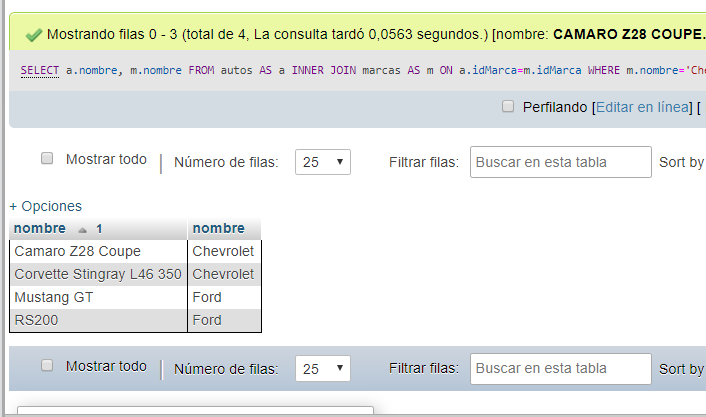 Mostrando filas 0 - 3 (total de 4, La consulta tardó 0,0563 segundos.) [nombre: CAMARO Z28 COUPE.
SELECT a.nombre, m.nombre FROM autos AS a INNER JOIN marcas AS m ON a.idMarca=m.idMarca WHERE m.nombre='Che
Perfilando [Editar en línea] [
Mostrar todo | Número de filas: 25 Filtrar filas: Buscar en esta tabla Sort by
+ Opciones
nombre 1 nombre
Camaro Z28 Coupe Chevrolet
Corvette Stingray L46 350 Chevrolet
Mustang GT Ford
RS200 Ford
Mostrar todo | Número de filas: 25 Filtrar filas: Buscar en esta tabla Sort by